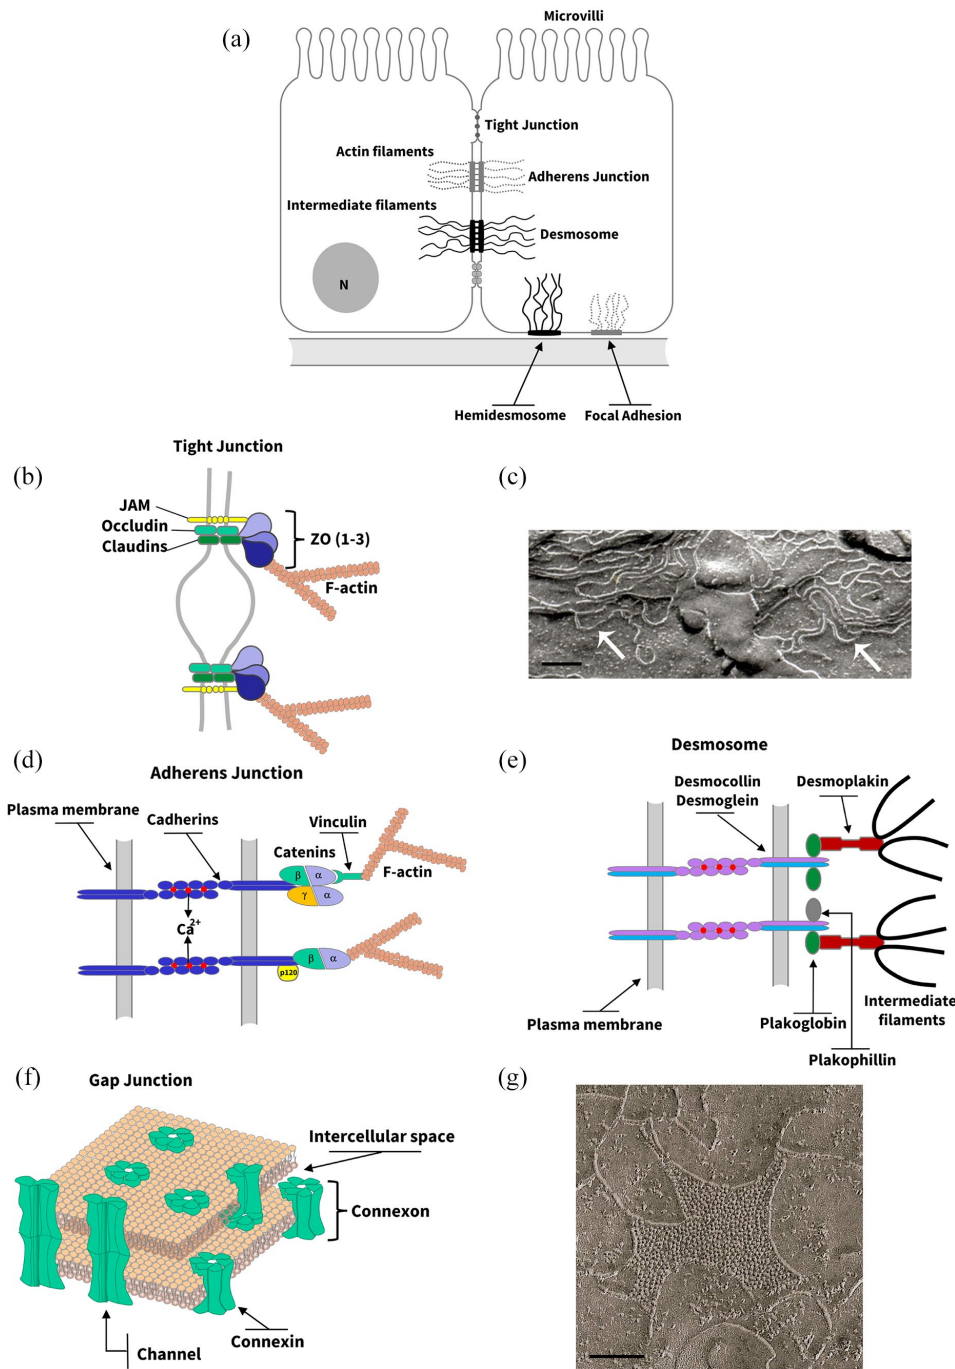 (a)
Microvilli
Tight Junction
Actin filaments
Adherens Junction
Intermediate filaments
Desmosome
N
Hemidesmosome
Focal Adhesion
Tight Junction
(b)
JAM
Occludin
Claudins
ZO (1-3)
F-actin
(c)
(d)
Adherens Junction
Plasma membrane
Cadherins
Vinculin
Catenins
β
α
γ
α
F-actin
Ca2+
β
α
p120
Desmosome
(e)
Desmocollin
Desmoglein
Desmoplakin
Plasma membrane
Plakoglobin
Intermediate
filaments
Plakophillin
(f)
Gap Junction
Intercellular space
Connexon
Connexin
Channel
(g)